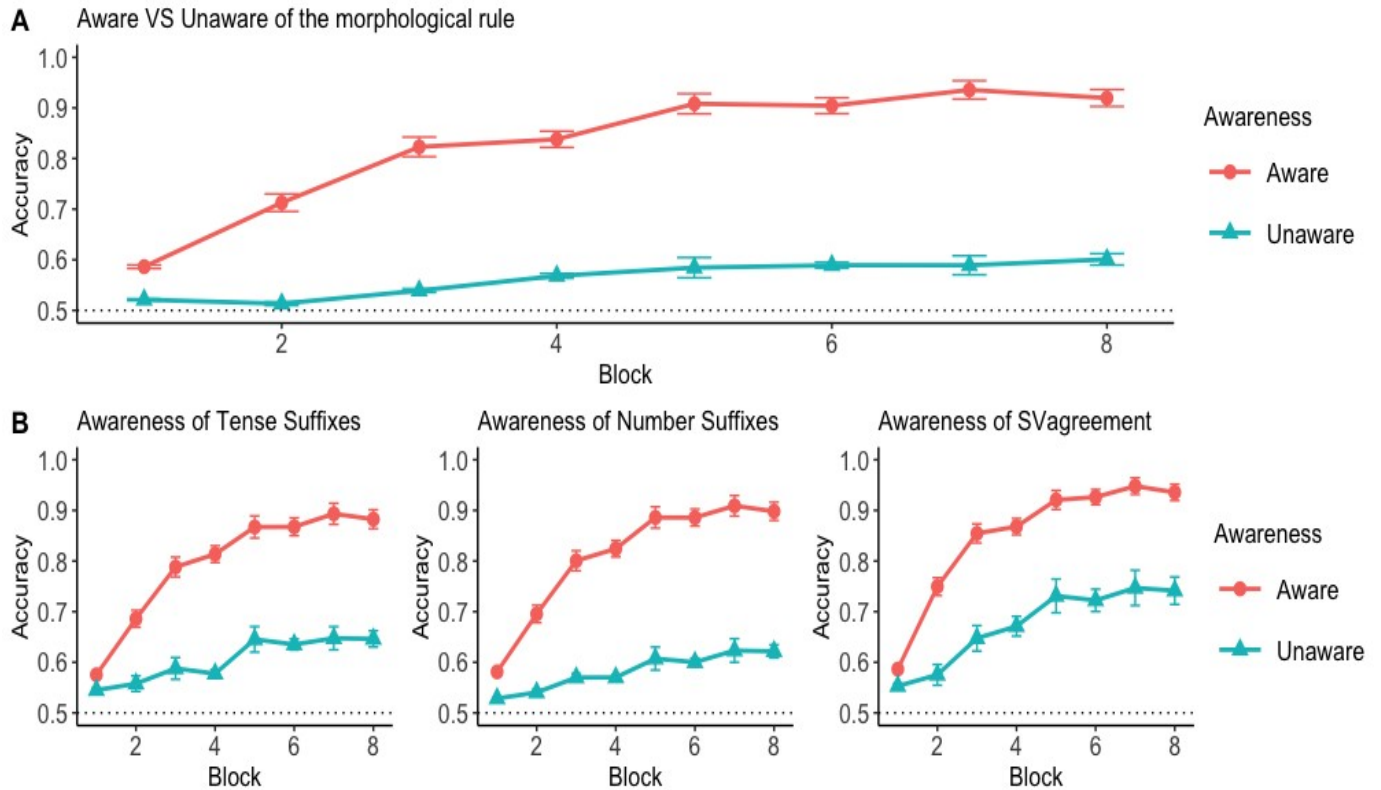 A
Aware VS Unaware of the morphological rule
1.0
0.9
0.8
0.7
0.6
0.5
Accuracy
2 4 6 8
Block
Awareness
Aware
Unaware
B
Awareness of Tense Suffixes
1.0
0.9
0.8
0.7
0.6
0.5
Accuracy
2 4 6 8
Block
Awareness of Number Suffixes
1.0
0.9
0.8
0.7
0.6
0.5
Accuracy
2 4 6 8
Block
Awareness of SVagreement
1.0
0.9
0.8
0.7
0.6
0.5
Accuracy
2 4 6 8
Block
Awareness
Aware
Unaware